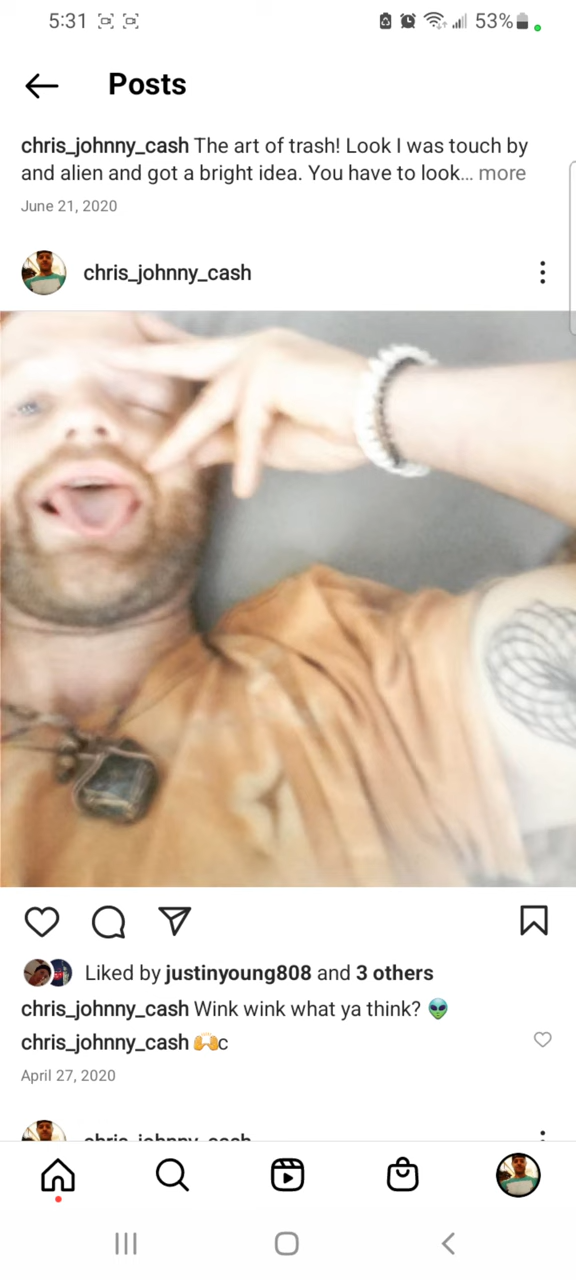 5:31 53%
Posts
chris_johnny_cash The art of trash! Look I was touch by
and alien and got a bright idea. You have to look... more
June 21, 2020
chris_johnny_cash
Liked by justinyoung808 and 3 others
chris_johnny_cash Wink wink what ya think? 👽
chris_johnny_cash 🙌c
April 27, 2020
chris_johnny_cash